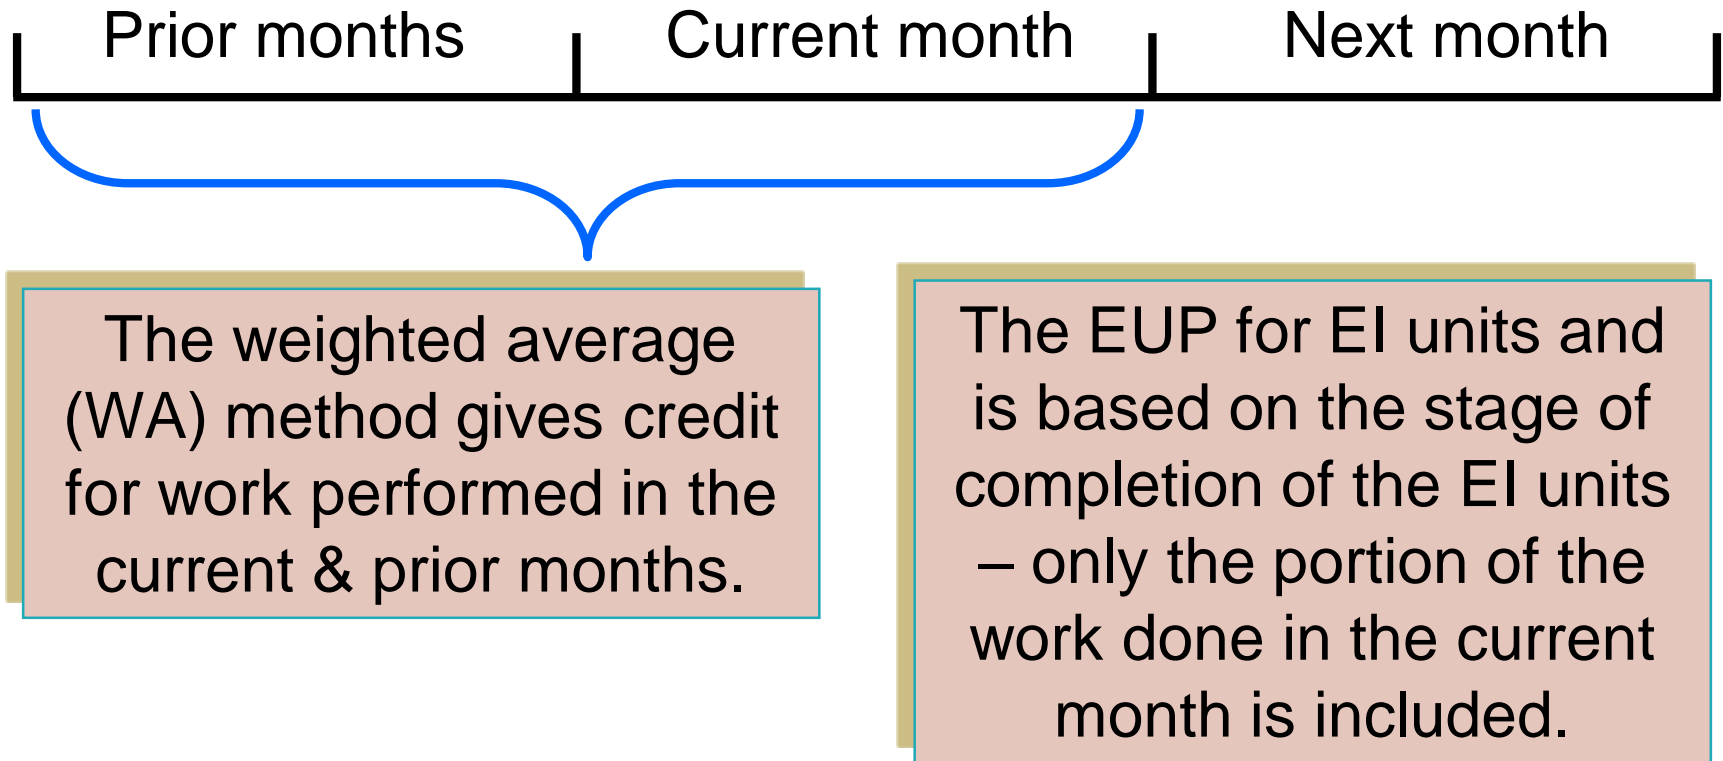 Prior months
Current month
Next month
The weighted average
(WA) method gives credit
for work performed in the
current & prior months.
The EUP for EI units and
is based on the stage of
completion of the EI units
– only the portion of the
work done in the current
month is included.